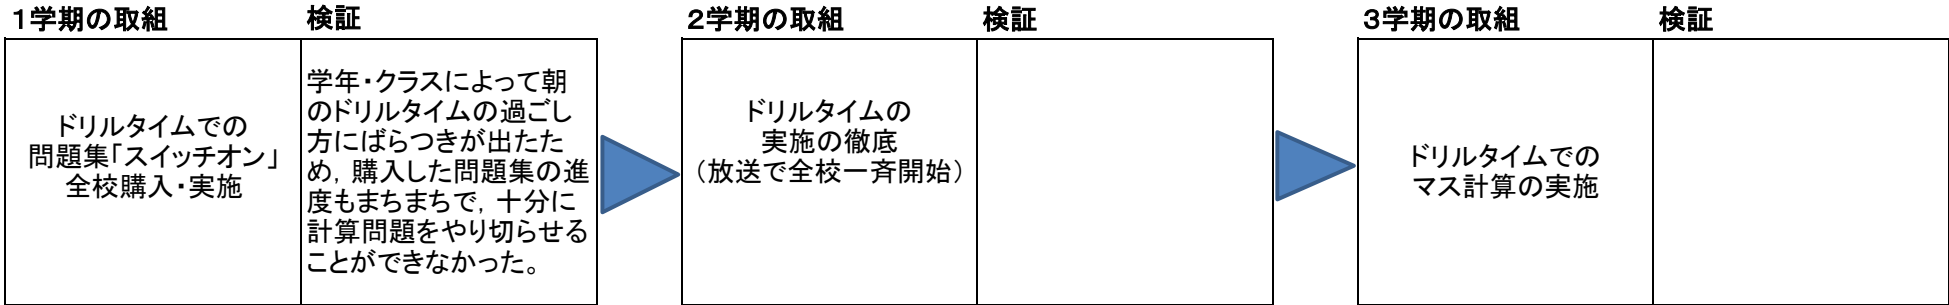 1学期の取組
検証
ドリルタイムでの
問題集「スイッチオン」
全校購入・実施
学年・クラスによって朝
のドリルタイムの過ごし
方にばらつきが出たた
め，購入した問題集の進
度もまちまちで，十分に
計算問題をやり切らせる
ことができなかった。
2学期の取組
検証
ドリルタイムの
実施の徹底
（放送で全校一斉開始）
3学期の取組
検証
ドリルタイムでの
マス計算の実施